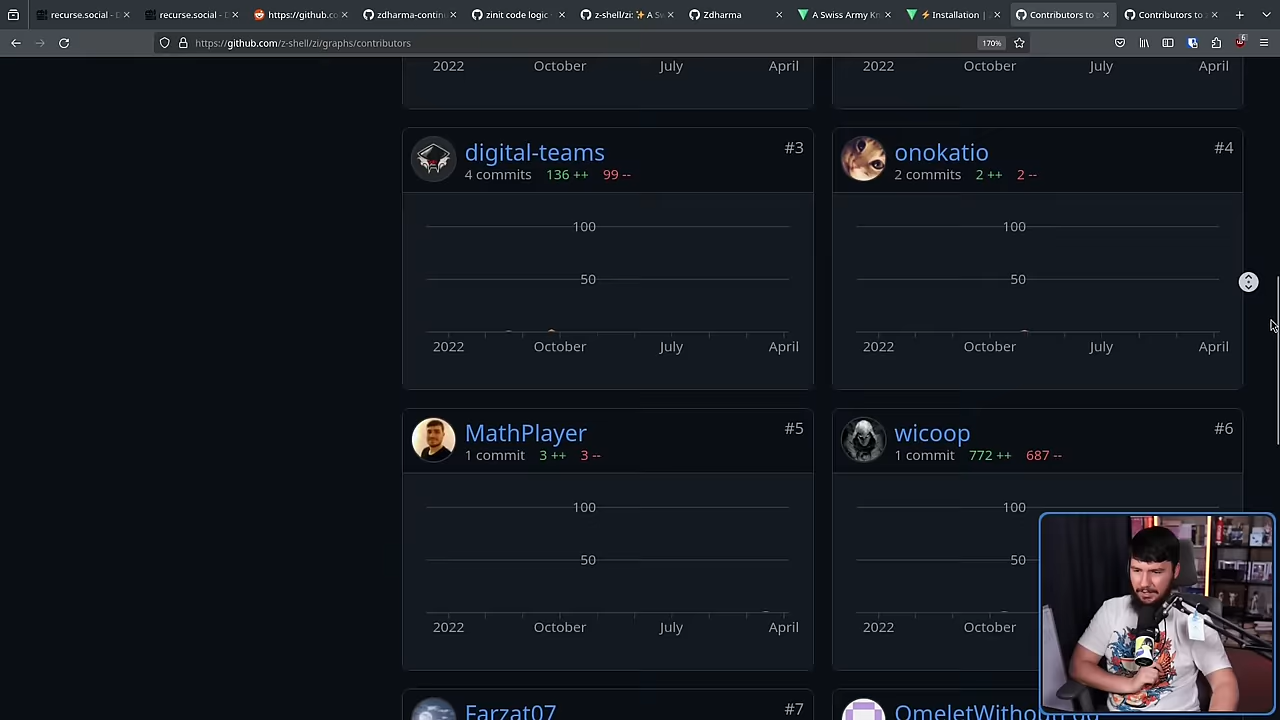 recurse.social - D
recurse.social - D
https://github.co
zdharma-contin
zinit code logic
z-shell/zi: ✨ A S
Zdharma
A Swiss Army Kn
⚡ Installation |
Contributors to
Contributors to
https://github.com/z-shell/zi/graphs/contributors
170%
6
2022 October July April
2022 October July April
digital-teams #3
4 commits 136 ++ 99 --
100
50
2022 October July April
onokatio #4
2 commits 2 ++ 2 --
100
50
2022 October July April
MathPlayer #5
1 commit 3 ++ 3 --
100
50
2022 October July April
wicoop #6
1 commit 772 ++ 687 --
100
50
2022 October
Farzat07 #7
OmeletWithou